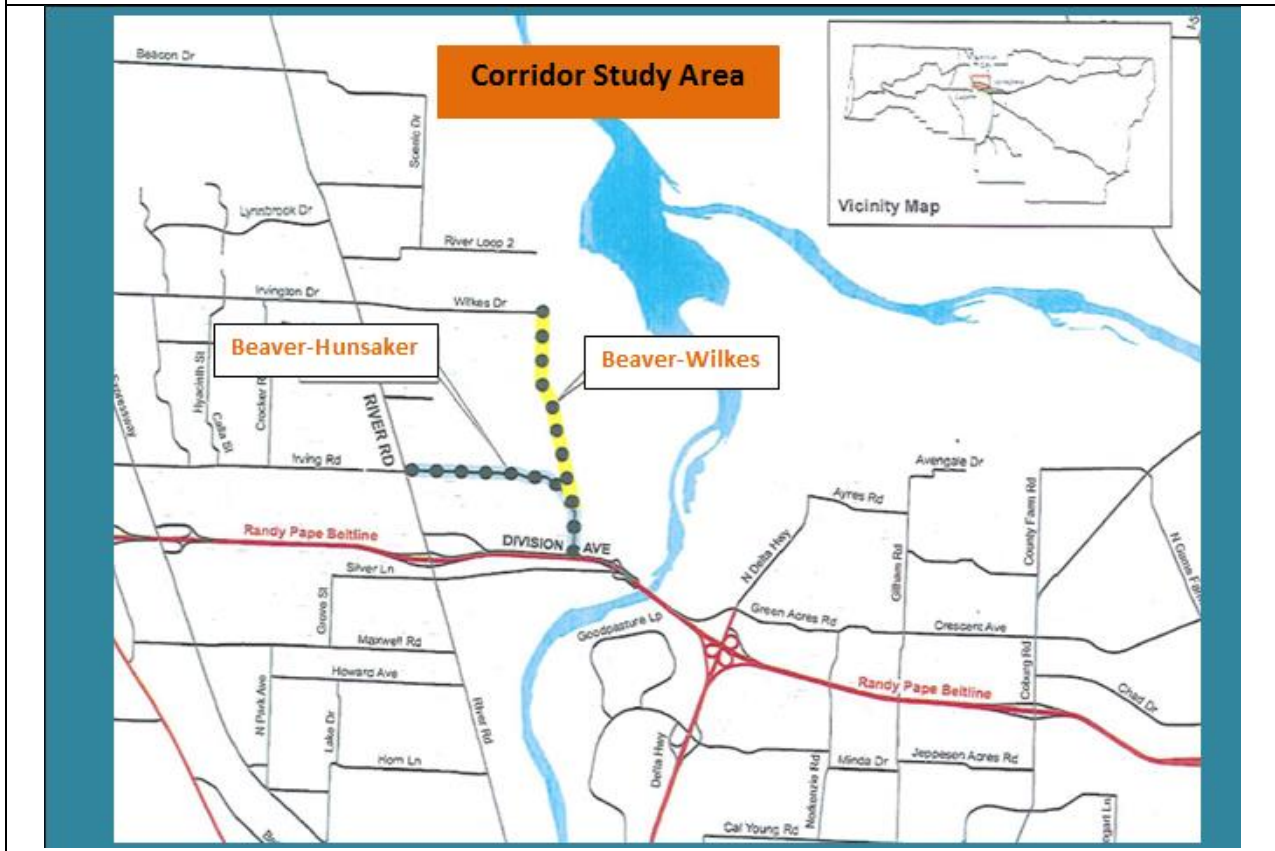 Corridor Study Area
Vicinity Map
Beacon Dr
Scenic Dr
Lynnbrook Dr
River Loop 2
Irvington Dr
Wilkes Dr
Beaver-Hunsaker
Beaver-Wilkes
Hyacinth St
Calla St
Crocker R
Expressway
RIVER RD
Irving Rd
Randy Pape Beltline
DIVISION AVE
Silver Ln
Grove St
Maxwell Rd
Howard Ave
N Park Ave
Lake Dr
Horn Ln
River Rd
Goodpasture Lp
Delta Hwy
N Delta Hwy
Ayres Rd
Avengale Dr
Gilham Rd
County Farm Rd
N Game Farm
Green Acres Rd
Crescent Ave
Coburg Rd
Chad Dr
Randy Pape Beltline
Norkenzie Rd
Minda Dr
Jeppesen Acres Rd
Cal Young Rd
ogart Ln